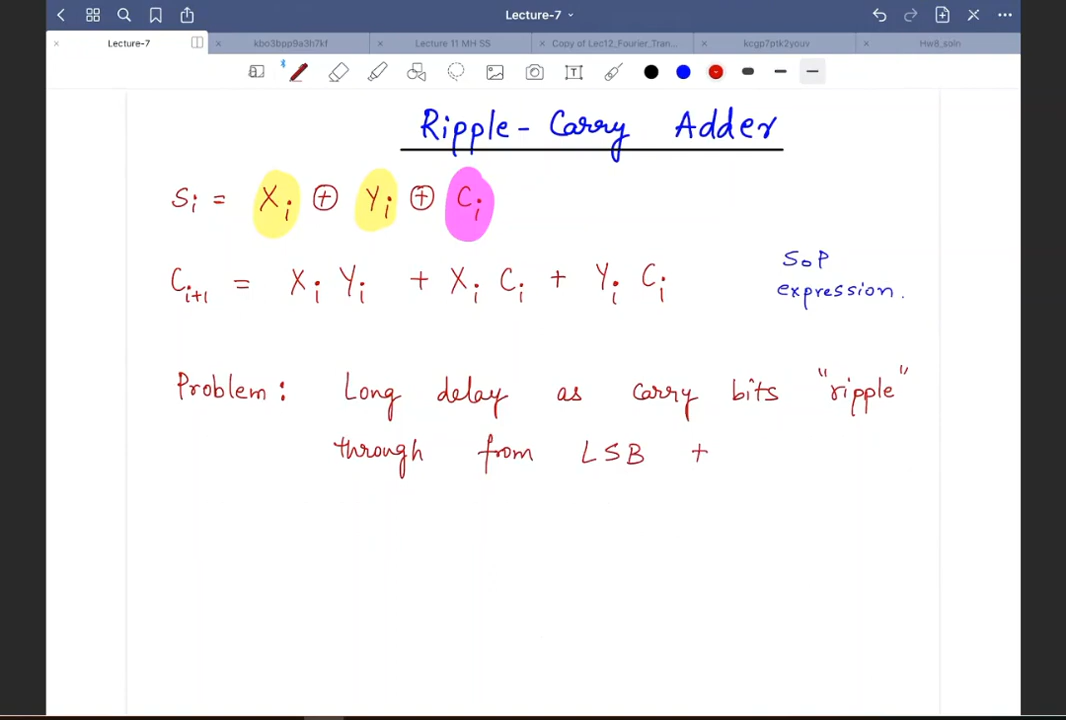 Lecture-7
Lecture-7
kbo3bpp9a3h7kf
Lecture 11 MH SS
Copy of Lec12_Fourier_Tran...
kcgp7ptk2youv
Hw8_soln
Ripple-Carry Adder
Si = Xi ⊕ Yi ⊕ Ci
Ci+1 = Xi Yi + Xi Ci + Yi Ci
SoP
expression.
Problem: Long delay as carry bits "ripple"
through from LSB t